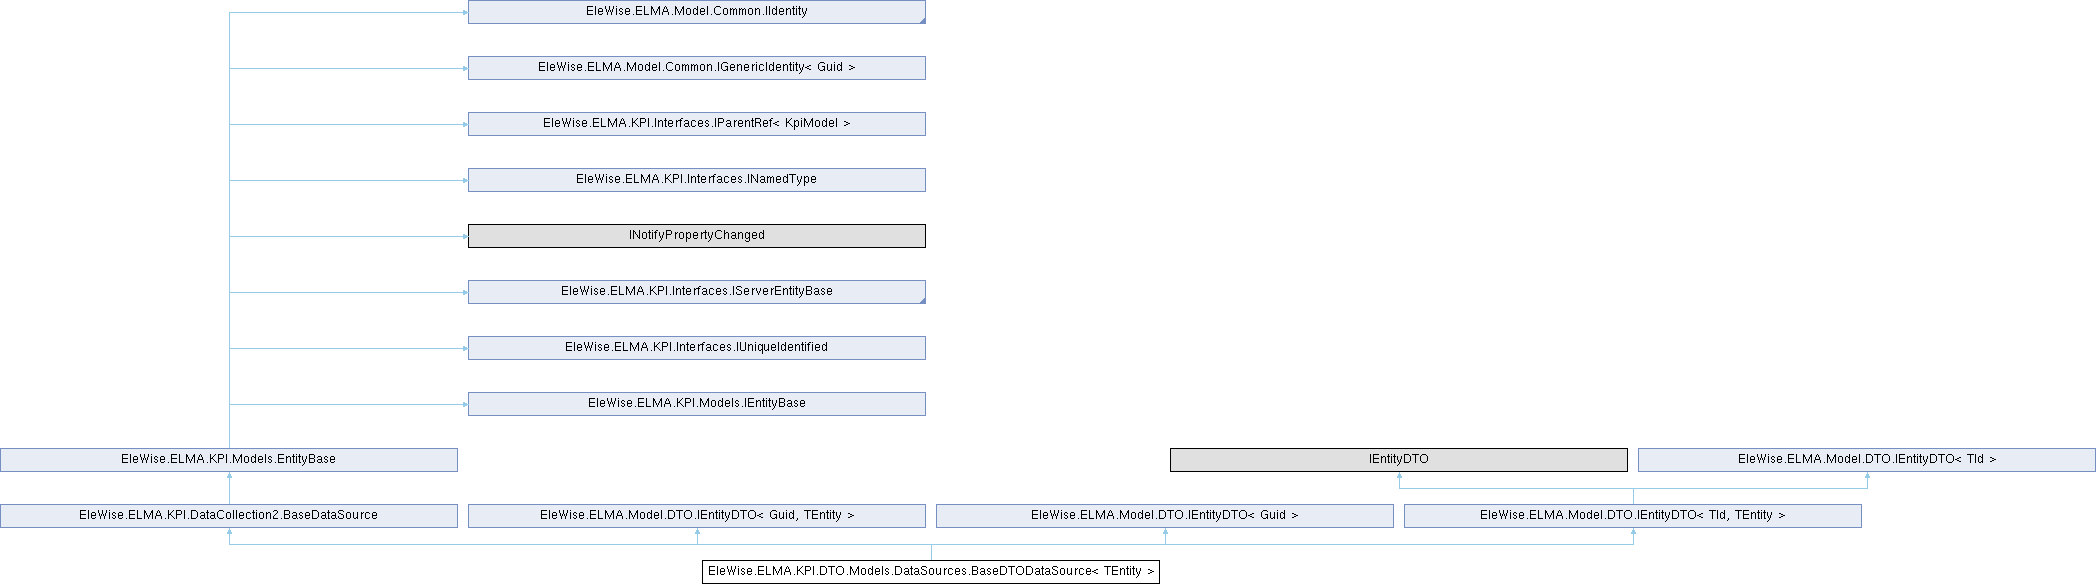 EleWise.ELMA.Model.Common.IIdentity
EleWise.ELMA.Model.Common.IGenericIdentity< Guid >
EleWise.ELMA.KPI.Interfaces.IParentRef< KpiModel >
EleWise.ELMA.KPI.Interfaces.INamedType
INotifyPropertyChanged
EleWise.ELMA.KPI.Interfaces.IServerEntityBase
EleWise.ELMA.KPI.Interfaces.IUniqueIdentified
EleWise.ELMA.KPI.Models.IEntityBase
EleWise.ELMA.KPI.Models.EntityBase
IEntityDTO
EleWise.ELMA.Model.DTO.IEntityDTO< TId >
EleWise.ELMA.KPI.DataCollection2.BaseDataSource
EleWise.ELMA.Model.DTO.IEntityDTO< Guid, TEntity >
EleWise.ELMA.Model.DTO.IEntityDTO< Guid >
EleWise.ELMA.Model.DTO.IEntityDTO< TId, TEntity >
EleWise.ELMA.KPI.DTO.Models.DataSources.BaseDTODataSource< TEntity >